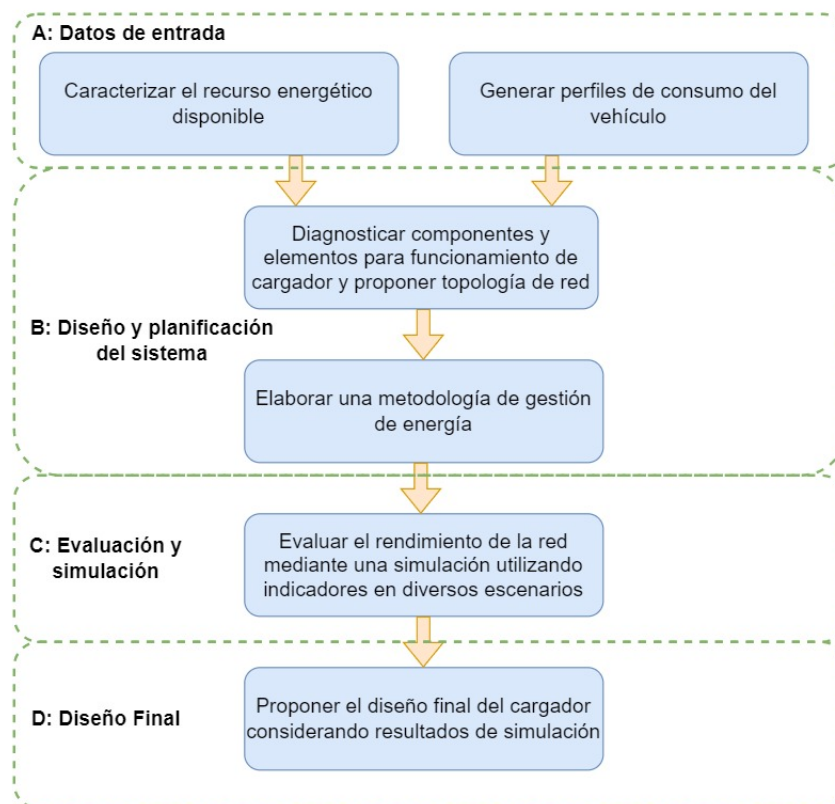 A: Datos de entrada
Caracterizar el recurso energético
disponible
Generar perfiles de consumo del
vehículo
Diagnosticar componentes y
elementos para funcionamiento de
cargador y proponer topología de red
B: Diseño y planificación
del sistema
Elaborar una metodología de gestión
de energía
C: Evaluación y
simulación
Evaluar el rendimiento de la red
mediante una simulación utilizando
indicadores en diversos escenarios
D: Diseño Final
Proponer el diseño final del cargador
considerando resultados de simulación